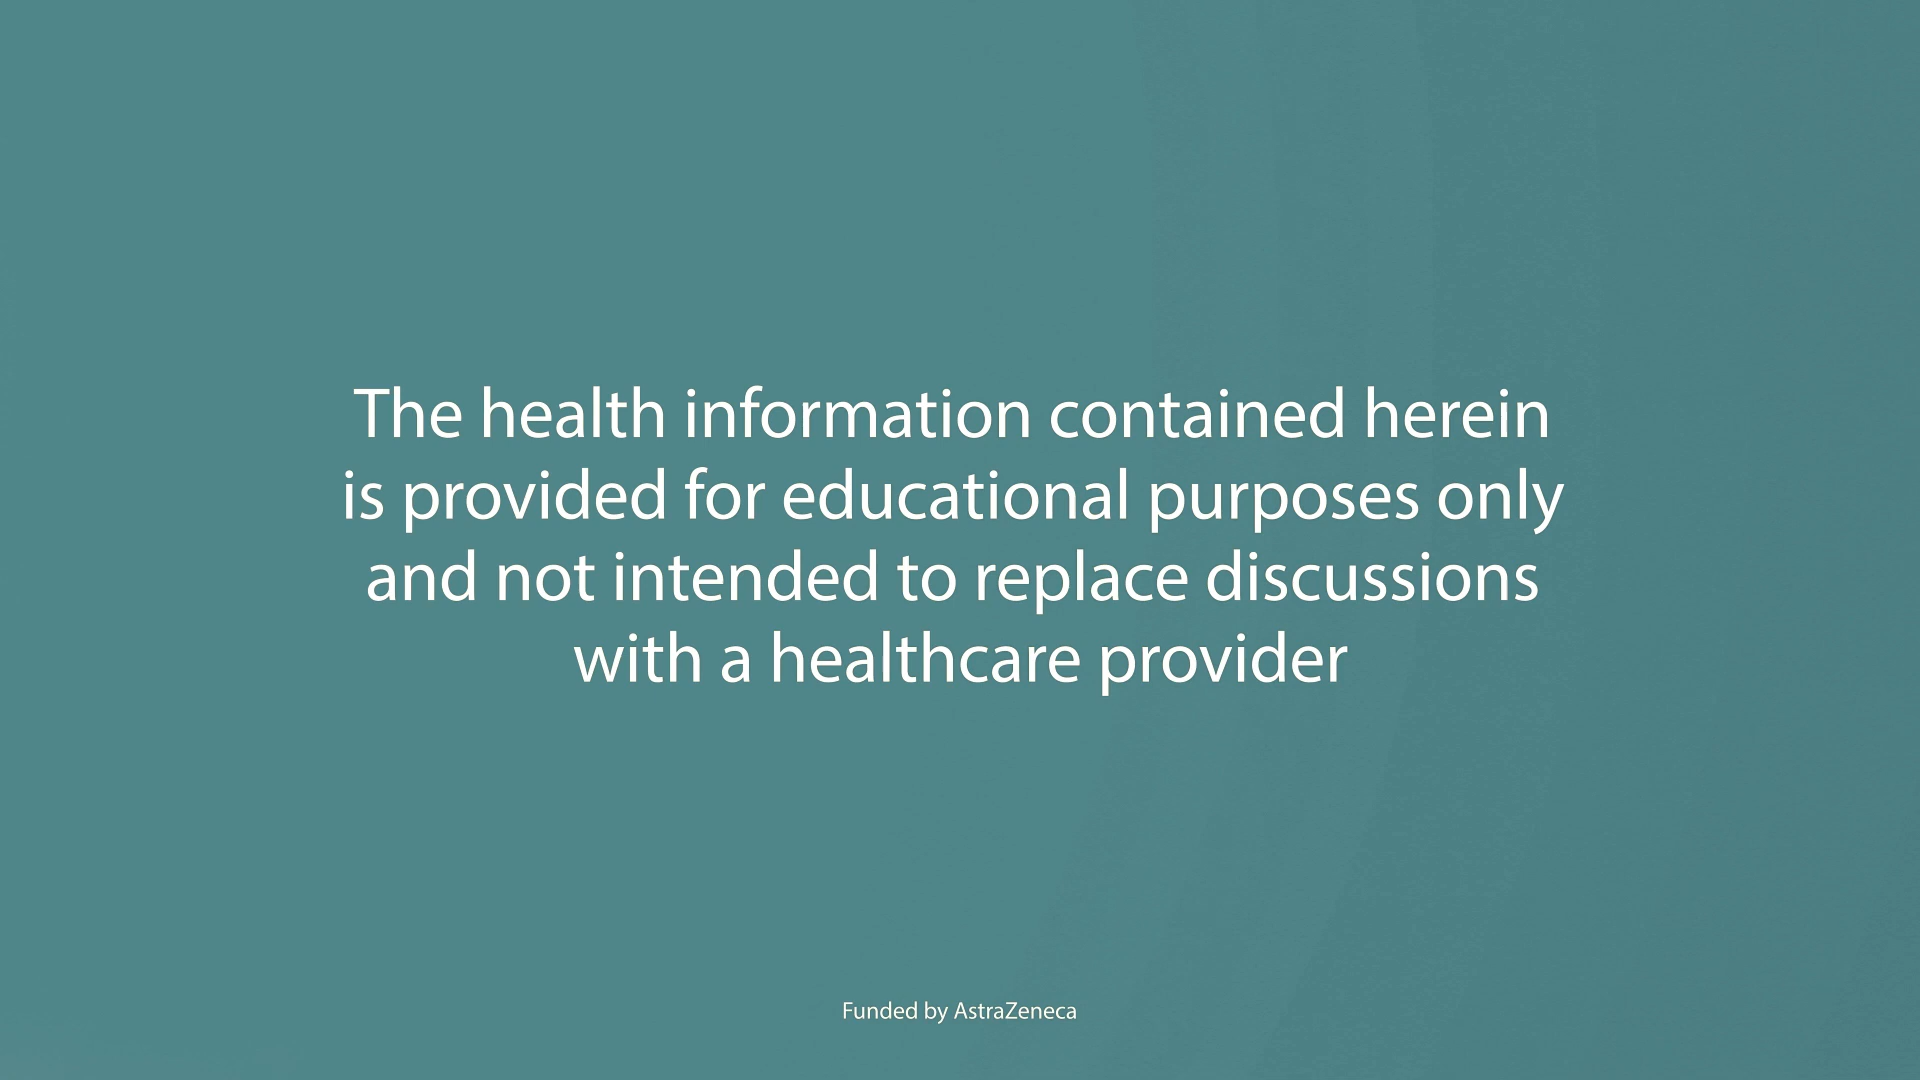 The health information contained herein
is provided for educational purposes only
and not intended to replace discussions
with a healthcare provider
Funded by AstraZeneca